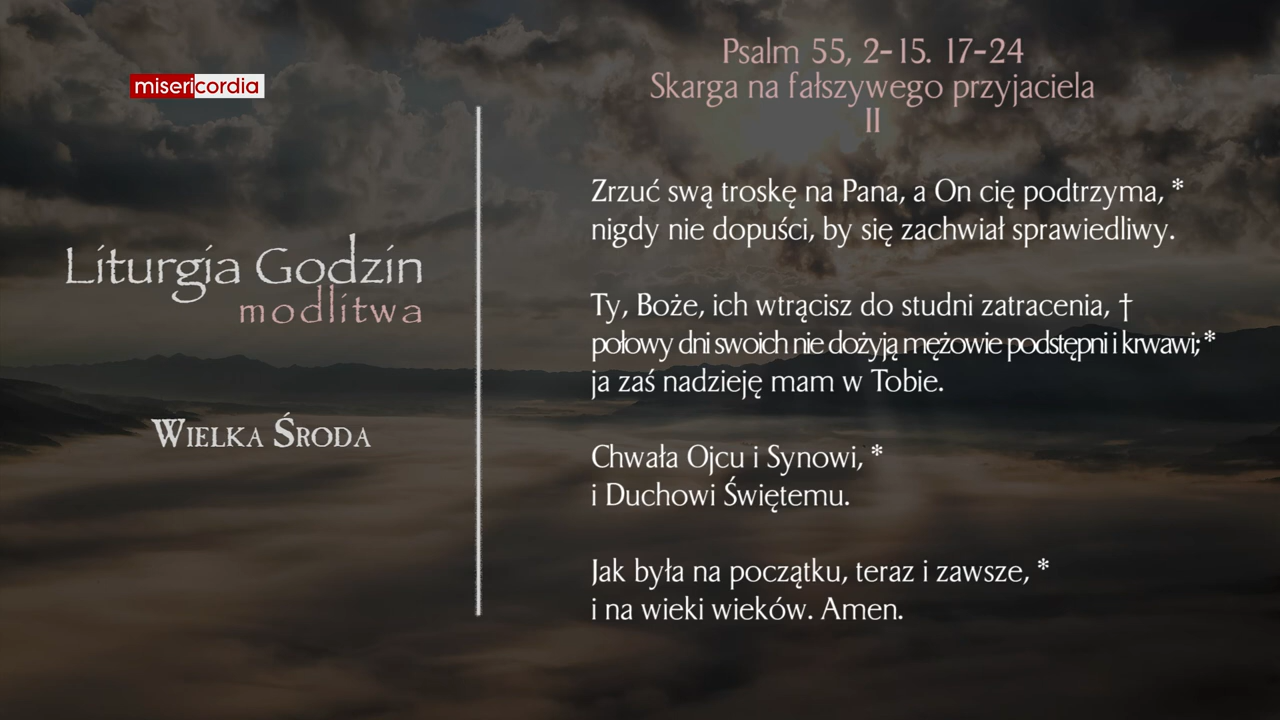 misericordia
Liturgia Godzin
modlitwa
Wielka Środa
Psalm 55, 2-15. 17-24
Skarga na fałszywego przyjaciela
II
Zrzuć swą troskę na Pana, a On cię podtrzyma, *
nigdy nie dopuści, by się zachwiał sprawiedliwy.
Ty, Boże, ich wtrącisz do studni zatracenia, †
połowy dni swoich nie dożyją mężowie podstępni i krwawi; *
ja zaś nadzieję mam w Tobie.
Chwała Ojcu i Synowi, *
i Duchowi Świętemu.
Jak była na początku, teraz i zawsze, *
i na wieki wieków. Amen.